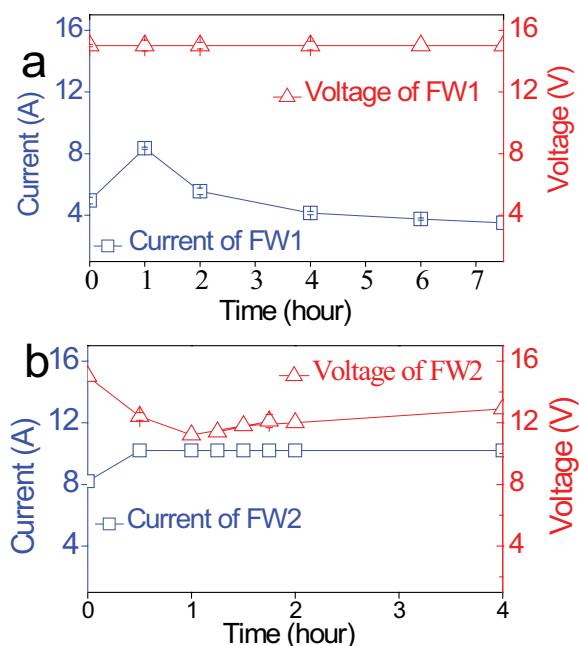 a
16
12
8
4
Current (A)
Voltage of FW1
Current of FW1
16
12
8
4
Voltage (V)
0 1 2 3 4 5 6 7
Time (hour)
b
16
12
8
4
Current (A)
Voltage of FW2
Current of FW2
16
12
8
4
Voltage (V)
0 1 2 3 4
Time (hour)